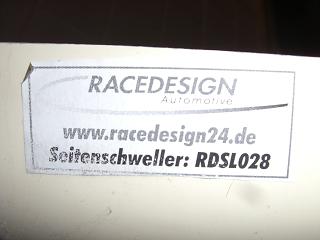 RACEDESIGN
Automotive
www.racedesign24.de
Seitenschweller: RDSL028